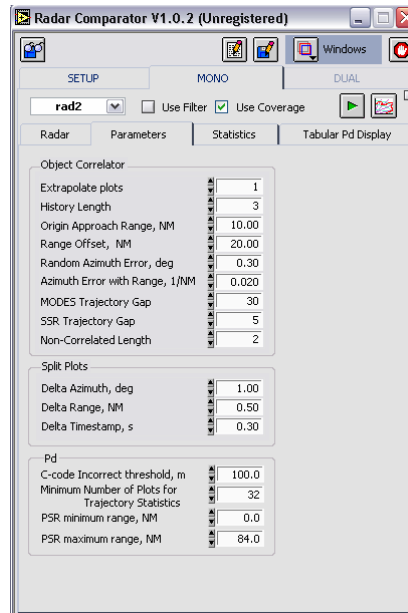 Radar Comparator V1.0.2 (Unregistered)
Windows
SETUP MONO DUAL
rad2 Use Filter Use Coverage
Radar Parameters Statistics Tabular Pd Display
Object Correlator
Extrapolate plots 1
History Length 3
Origin Approach Range, NM 10.00
Range Offset, NM 20.00
Random Azimuth Error, deg 0.30
Azimuth Error with Range, 1/NM 0.020
MODES Trajectory Gap 30
SSR Trajectory Gap 5
Non-Correlated Length 2
Split Plots
Delta Azimuth, deg 1.00
Delta Range, NM 0.50
Delta Timestamp, s 0.30
Pd
C-code Incorrect threshold, m 100.0
Minimum Number of Plots for
Trajectory Statistics 32
PSR minimum range, NM 0.0
PSR maximum range, NM 84.0